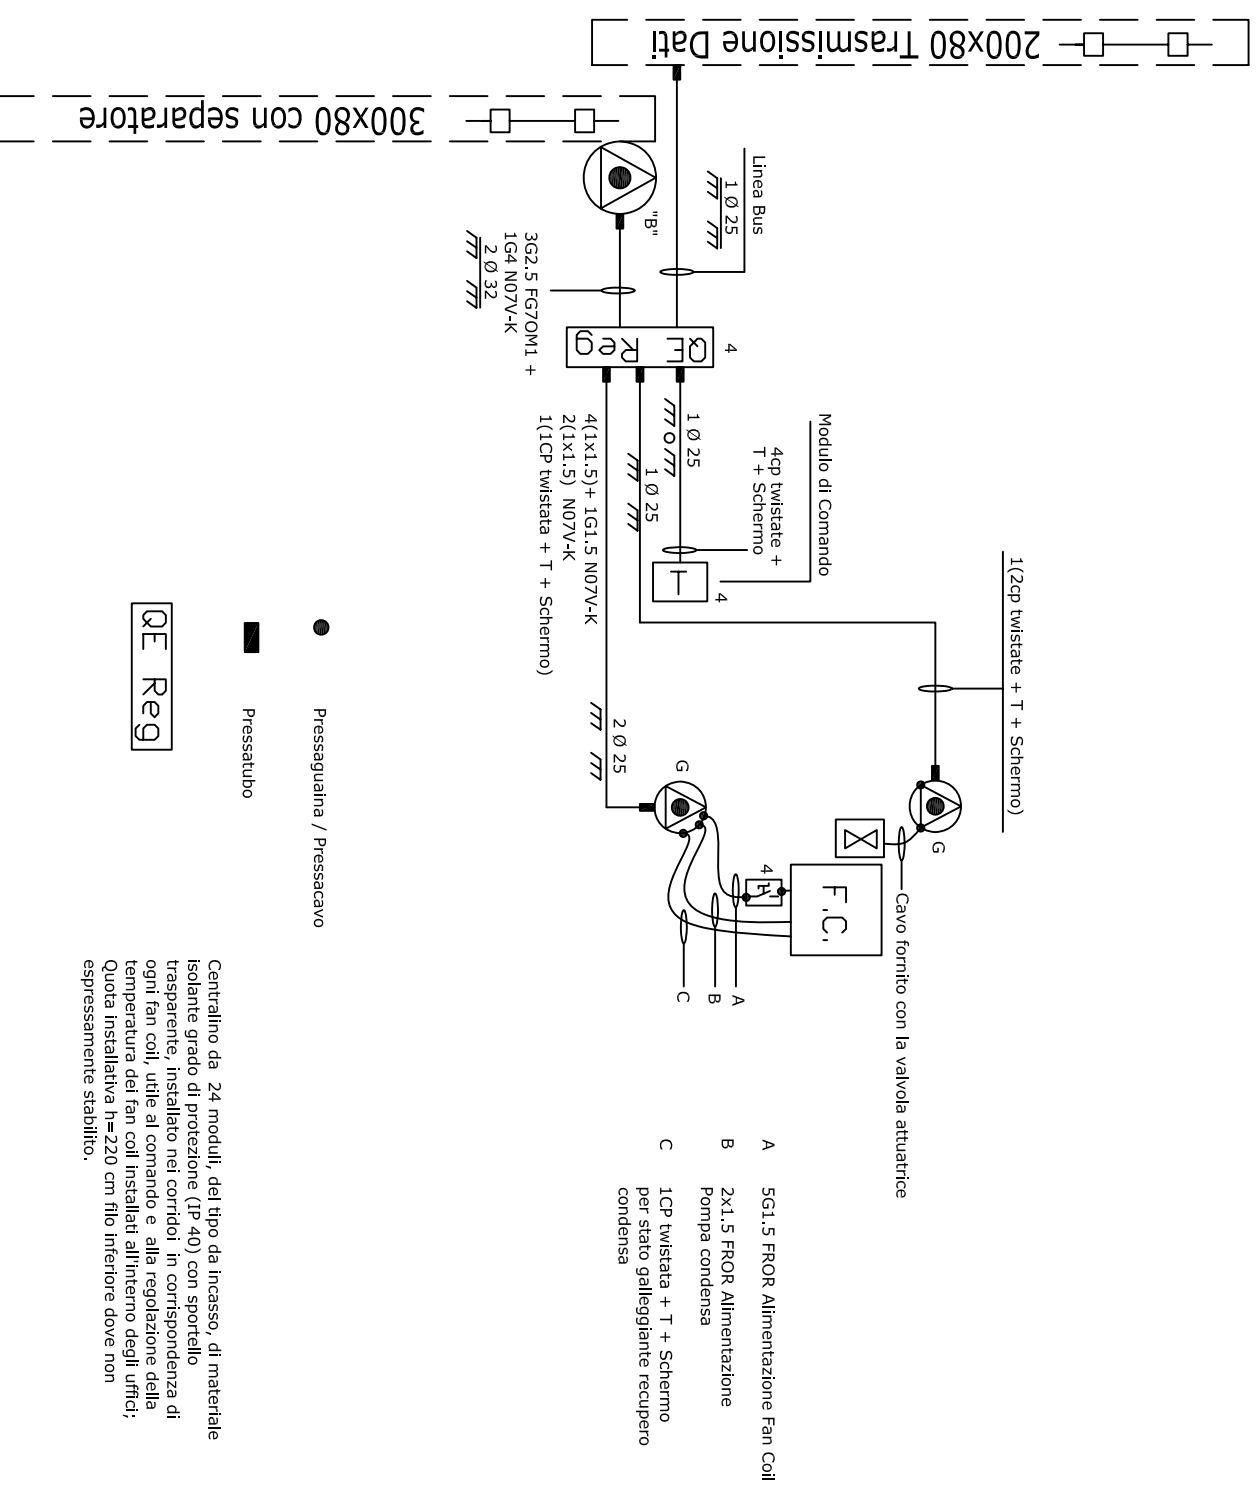 200x80 Trasmissione Dati
300x80 con separatore
Linea Bus
1 Ø 25
"B"
3G2.5 FG7OM1 +
1G4 N07V-K
2 Ø 32
QE Reg
4
1 Ø 25
1 Ø 25
4(1x1.5)+ 1G1.5 N07V-K
2(1x1.5) N07V-K
1(1CP twistata + T + Schermo)
Modulo di Comando
4cp twistate +
T + Schermo
T
4
1(2cp twistate + T + Schermo)
2 Ø 25
G
G
4
F.C.
Cavo fornito con la valvola attuatrice
A
B
C
A 5G1.5 FROR Alimentazione Fan Coil
B 2x1.5 FROR Alimentazione
Pompa condensa
C 1CP twistata + T + Schermo
per stato galleggiante recupero
condensa
Pressaguaina / Pressacavo
Pressatubo
QE Reg
Centralino da 24 moduli, del tipo da incasso, di materiale
isolante grado di protezione (IP 40) con sportello
trasparente, installato nei corridoi in corrispondenza di
ogni fan coil, utile al comando e alla regolazione della
temperatura dei fan coil installati all'interno degli uffici;
Quota installativa h=220 cm filo inferiore dove non
espressamente stabilito.